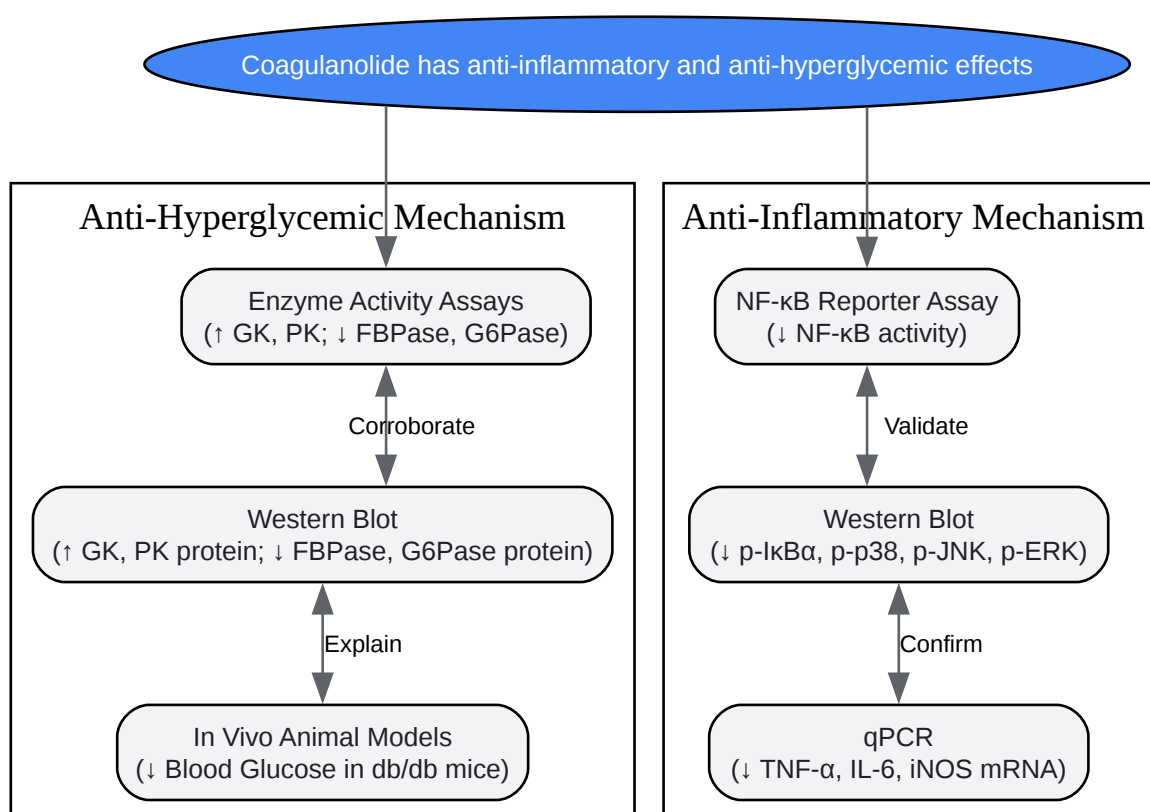 Coagulanolide has anti-inflammatory and anti-hyperglycemic effects
Anti-Hyperglycemic Mechanism
Enzyme Activity Assays
(↑ GK, PK; ↓ FBPase, G6Pase)
Corroborate
Western Blot
(↑ GK, PK protein; ↓ FBPase, G6Pase protein)
Explain
In Vivo Animal Models
(↓ Blood Glucose in db/db mice)
Anti-Inflammatory Mechanism
NF-κB Reporter Assay
(↓ NF-κB activity)
Validate
Western Blot
(↓ p-IκBα, p-p38, p-JNK, p-ERK)
Confirm
qPCR
(↓ TNF-α, IL-6, iNOS mRNA)